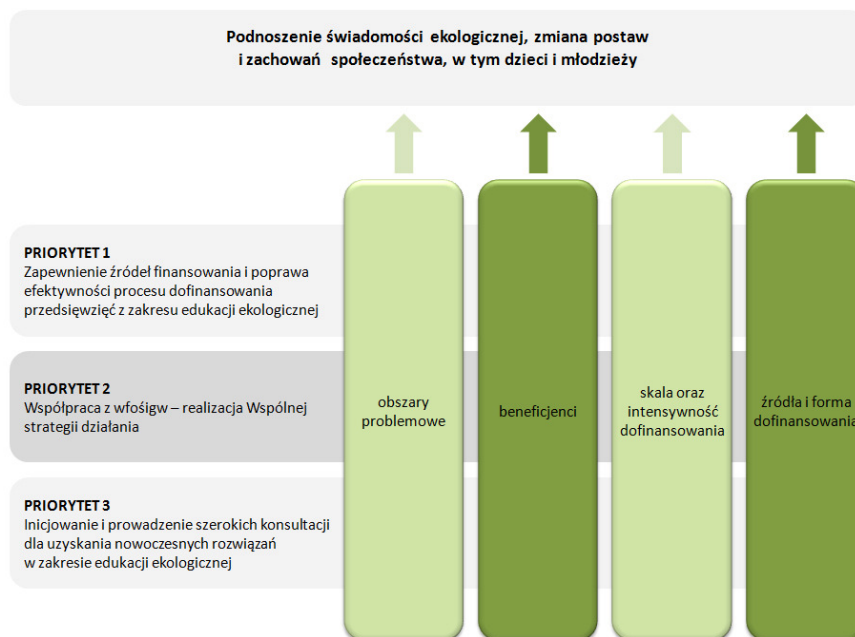 Podnoszenie świadomości ekologicznej, zmiana postaw
i zachowań społeczeństwa, w tym dzieci i młodzieży
PRIORYTET 1
Zapewnienie źródeł finansowania i poprawa
efektywności procesu dofinansowania
przedsięwzięć z zakresu edukacji ekologicznej
PRIORYTET 2
Współpraca z wfośigw – realizacja Wspólnej
strategii działania
PRIORYTET 3
Inicjowanie i prowadzenie szerokich konsultacji
dla uzyskania nowoczesnych rozwiązań
w zakresie edukacji ekologicznej
obszary
problemowe
beneficjenci
skala oraz
intensywność
dofinansowania
źródła i forma
dofinansowania